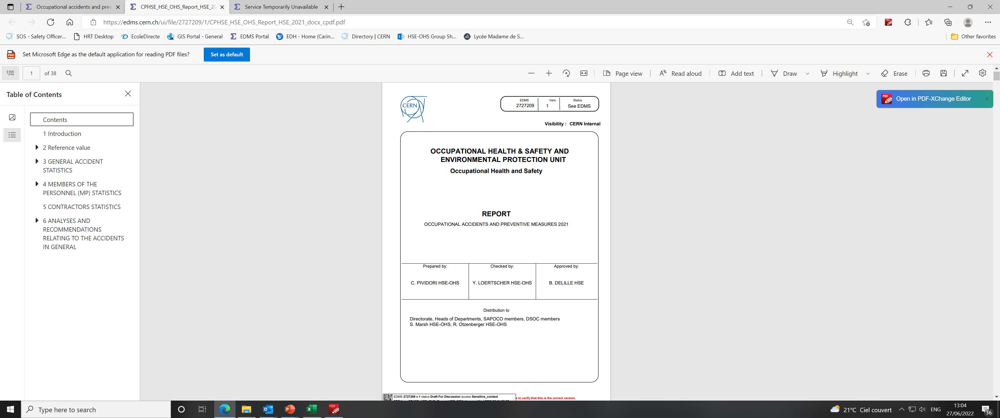 Occupational accidents and prev
CPHSE_HSE_OHS_Report_HSE_20
Service Temporarily Unavailable
https://edms.cern.ch/ui/file/2727209/1/CPHSE_HSE_OHS_Report_HSE_2021_docx_cpdf.pdf
SOS - Safety Officer...
HRT Desktop
EcoleDirecte
GIS Portal - General
EDMS Portal
EDH - Home (Carin...
Directory | CERN
HSE-OHS Group Sh...
Lycée Madame de S...
Other favorites
Set Microsoft Edge as the default application for reading PDF files?
Set as default
1 of 38
Page view
Read aloud
Add text
Draw
Highlight
Erase
Table of Contents
Contents
1 Introduction
2 Reference value
3 GENERAL ACCIDENT
STATISTICS
4 MEMBERS OF THE
PERSONNEL (MP) STATISTICS
5 CONTRACTORS STATISTICS
6 ANALYSES AND
RECOMMENDATIONS
RELATING TO THE ACCIDENTS
IN GENERAL
Open in PDF-XChange Editor
CERN
EDMS Vers. Status
2727209 1 See EDMS
Visibility : CERN Internal
OCCUPATIONAL HEALTH & SAFETY AND
ENVIRONMENTAL PROTECTION UNIT
Occupational Health and Safety
REPORT
OCCUPATIONAL ACCIDENTS AND PREVENTIVE MEASURES 2021
Prepared by: Checked by: Approved by:
C. PIVIDORI HSE-OHS Y. LOERTSCHER HSE-OHS B. DELILLE HSE
Distribution to
Directorate, Heads of Departments, SAPOCO members, DSOC members
S. Marsh HSE-OHS, R. Otzenberger HSE-OHS
EDMS 2727209 v.1 status Draft For Discussion access Sensitive_context
s to verify that this is the correct version.
Type here to search
21°C Ciel couvert
ENG
13:04
27/06/2022
36